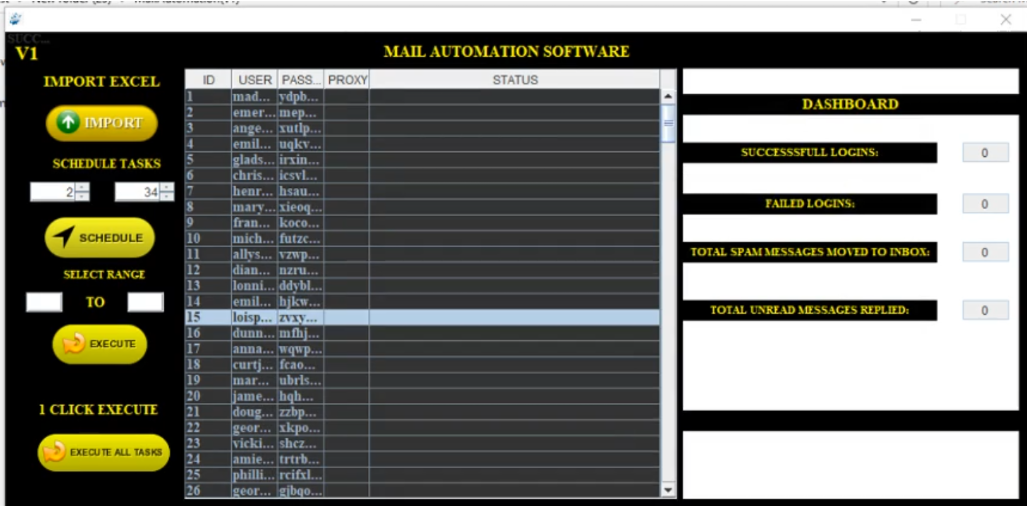 V1
MAIL AUTOMATION SOFTWARE
IMPORT EXCEL
IMPORT
SCHEDULE TASKS
2 34
SCHEDULE
SELECT RANGE
TO
EXECUTE
1 CLICK EXECUTE
EXECUTE ALL TASKS
ID USER PASS... PROXY STATUS
1 mad... ydpb...
2 emer... mep...
3 ange... xutlp...
4 emil... uqkv...
5 glads... irxin...
6 chris... icsvl...
7 henr... hsau...
8 mary... xieoq...
9 fran... koco...
10 mich... futzc...
11 allys... vzwp...
12 dian... nzru...
13 lonni... ddybl...
14 emil... hjkw...
15 loisp... zvxy...
16 dunn... mfhj...
17 anna... wqwp...
18 curtj... fcao...
19 mar... ubrls...
20 jame... hqh...
21 doug... zzbp...
22 geor... xkpo...
23 vicki... shcz...
24 amie... trtrb...
25 philli... rcifxl...
26 geor... gjbqo...
DASHBOARD
SUCCESSSFULL LOGINS: 0
FAILED LOGINS: 0
TOTAL SPAM MESSAGES MOVED TO INBOX: 0
TOTAL UNREAD MESSAGES REPLIED: 0